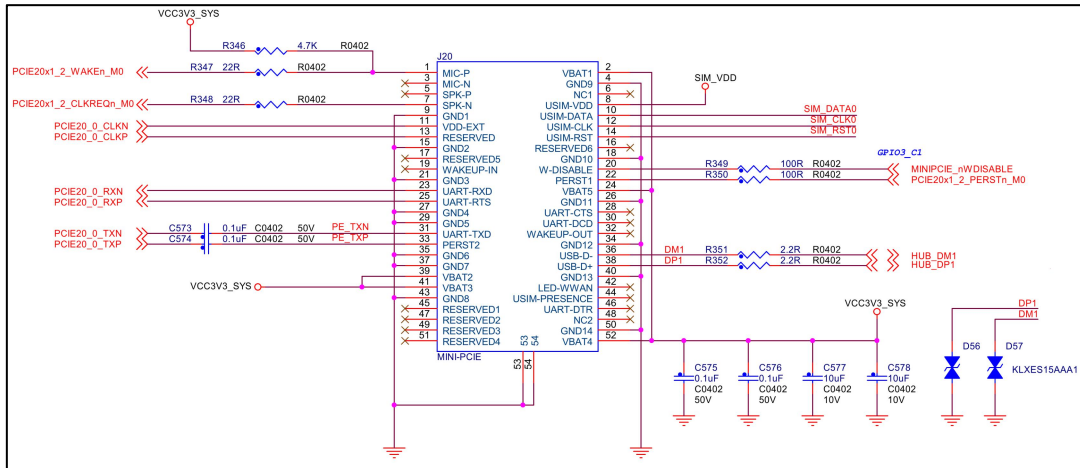 VCC3V3_SYS
R346 4.7K R0402
J20
PCIE20x1_2_WAKEn_M0 R347 22R R0402 1 MIC-P VBAT1 2
3 MIC-N GND9 4 SIM_VDD
5 SPK-P NC1 6
PCIE20x1_2_CLKREQn_M0 R348 22R R0402 7 SPK-N USIM-VDD 8
9 GND1 USIM-DATA 10 SIM_DATA0
PCIE20_0_CLKN 11 VDD-EXT USIM-CLK 12 SIM_CLK0
PCIE20_0_CLKP 13 RESERVED USIM-RST 14 SIM_RST0
15 GND2 RESERVED6 16
17 RESERVED5 GND10 18 GPIO3_C1
19 WAKEUP-IN W-DISABLE 20 R349 100R R0402 MINIPCIE_nWDISABLE
21 GND3 PERST1 22 R350 100R R0402 PCIE20x1_2_PERSTn_M0
PCIE20_0_RXN 23 UART-RXD VBAT5 24
PCIE20_0_RXP 25 UART-RTS GND11 26
27 GND4 UART-CTS 28
29 GND5 UART-DCD 30
PCIE20_0_TXN C573 0.1uF C0402 50V PE_TXN 31 UART-TXD WAKEUP-OUT 32
PCIE20_0_TXP C574 0.1uF C0402 50V PE_TXP 33 PERST2 GND12 34
35 GND6 USB-D- 36 DM1 R351 2.2R R0402 HUB_DM1
37 GND7 USB-D+ 38 DP1 R352 2.2R R0402 HUB_DP1
39 VBAT2 GND13 40
VCC3V3_SYS 41 VBAT3 LED-WWAN 42
43 GND8 USIM-PRESENCE 44 VCC3V3_SYS
45 RESERVED1 UART-DTR 46 DP1
47 RESERVED2 NC2 48 DM1
49 RESERVED3 GND14 50
51 RESERVED4 VBAT4 52
MINI-PCIE 53 54
53 54
D56 D57
KLXES15AAA1
C575 C576 C577 C578
0.1uF 0.1uF 10uF 10uF
C0402 C0402 C0402 C0402
50V 50V 10V 10V